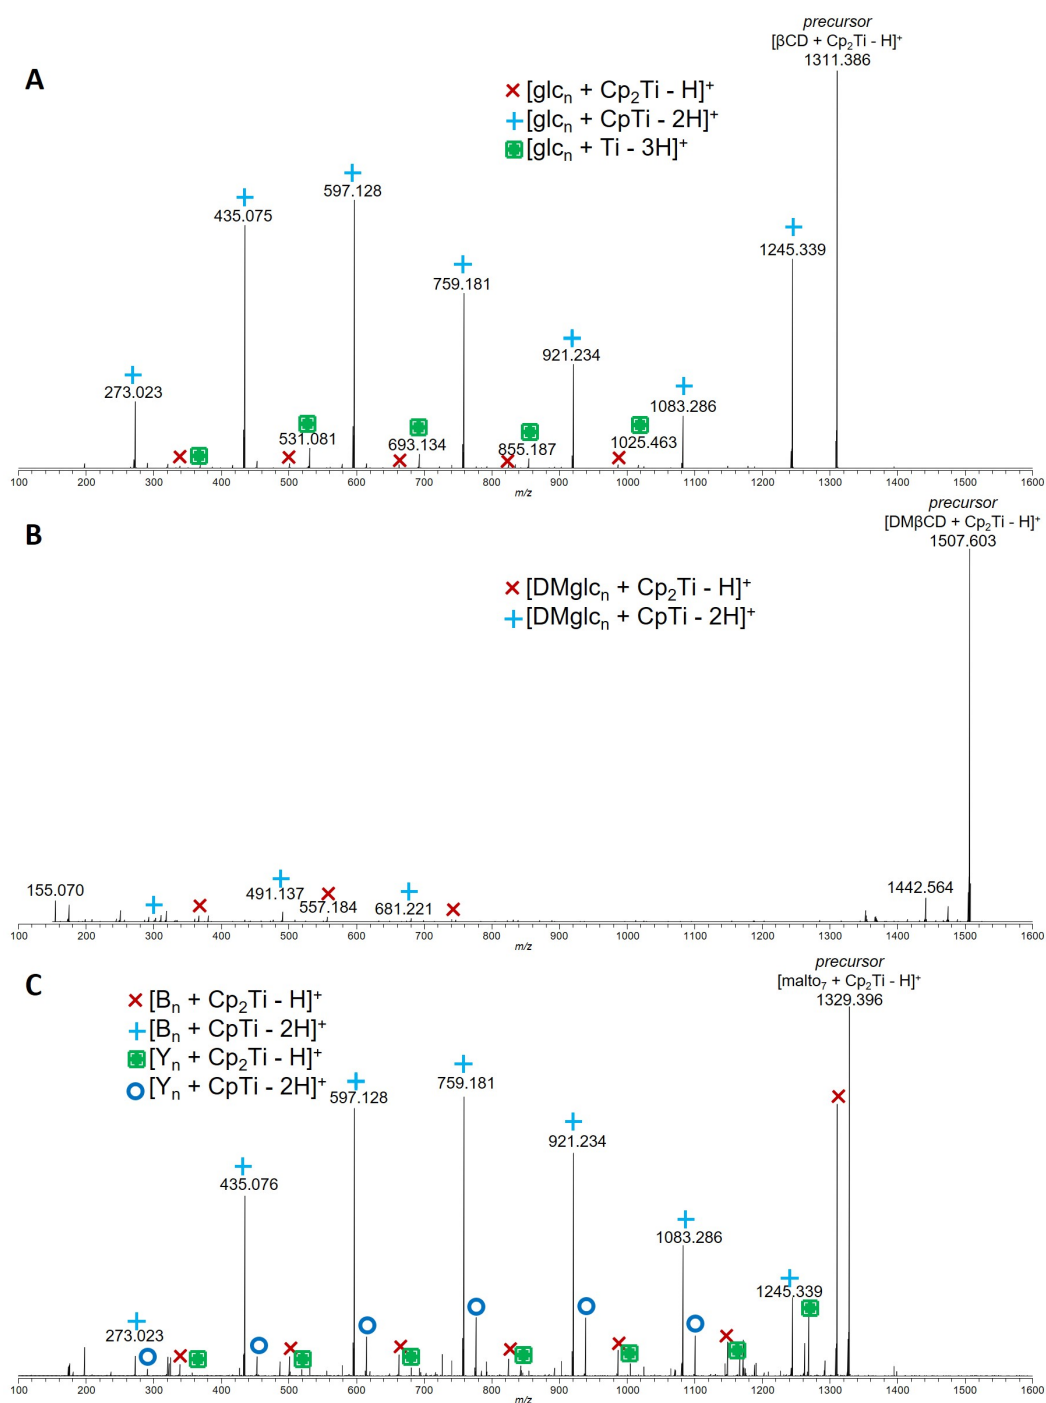 precursor
[βCD + Cp₂Ti - H]⁺
1311.386
A
[glcₙ + Cp₂Ti - H]⁺
[glcₙ + CpTi - 2H]⁺
[glcₙ + Ti - 3H]⁺
597.128
435.075
1245.339
759.181
921.234
273.023
1083.286
531.081
693.134
855.187
1025.463
100 200 300 400 500 600 700 800 900 1000 1100 1200 1300 1400 1500 1600
m/z
precursor
[DMβCD + Cp₂Ti - H]⁺
1507.603
B
[DMglcₙ + Cp₂Ti - H]⁺
[DMglcₙ + CpTi - 2H]⁺
155.070
491.137
557.184
681.221
1442.564
100 200 300 400 500 600 700 800 900 1000 1100 1200 1300 1400 1500 1600
m/z
precursor
[malto₇ + Cp₂Ti - H]⁺
1329.396
C
[Bₙ + Cp₂Ti - H]⁺
[Bₙ + CpTi - 2H]⁺
[Yₙ + Cp₂Ti - H]⁺
[Yₙ + CpTi - 2H]⁺
597.128
759.181
921.234
435.076
1083.286
1245.339
273.023
100 200 300 400 500 600 700 800 900 1000 1100 1200 1300 1400 1500 1600
m/z